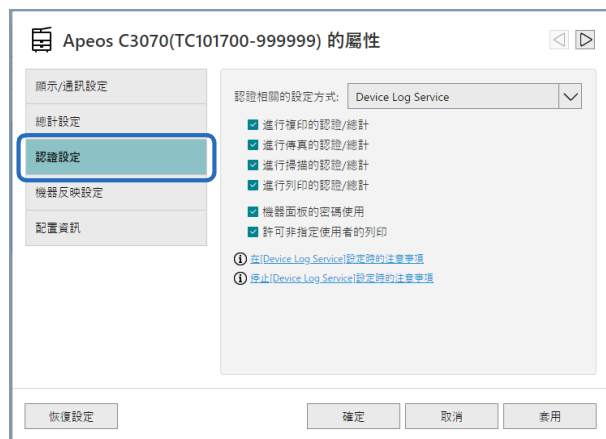 Apeos C3070(TC101700-999999) 的屬性
顯示/通訊設定
總計設定
認證設定
機器反映設定
配置資訊
認證相關的設定方式: Device Log Service
進行複印的認證/總計
進行傳真的認證/總計
進行掃描的認證/總計
進行列印的認證/總計
機器面板的密碼使用
許可非指定使用者的列印
在[Device Log Service]設定時的注意事項
停止[Device Log Service]設定時的注意事項
恢復設定 確定 取消 套用